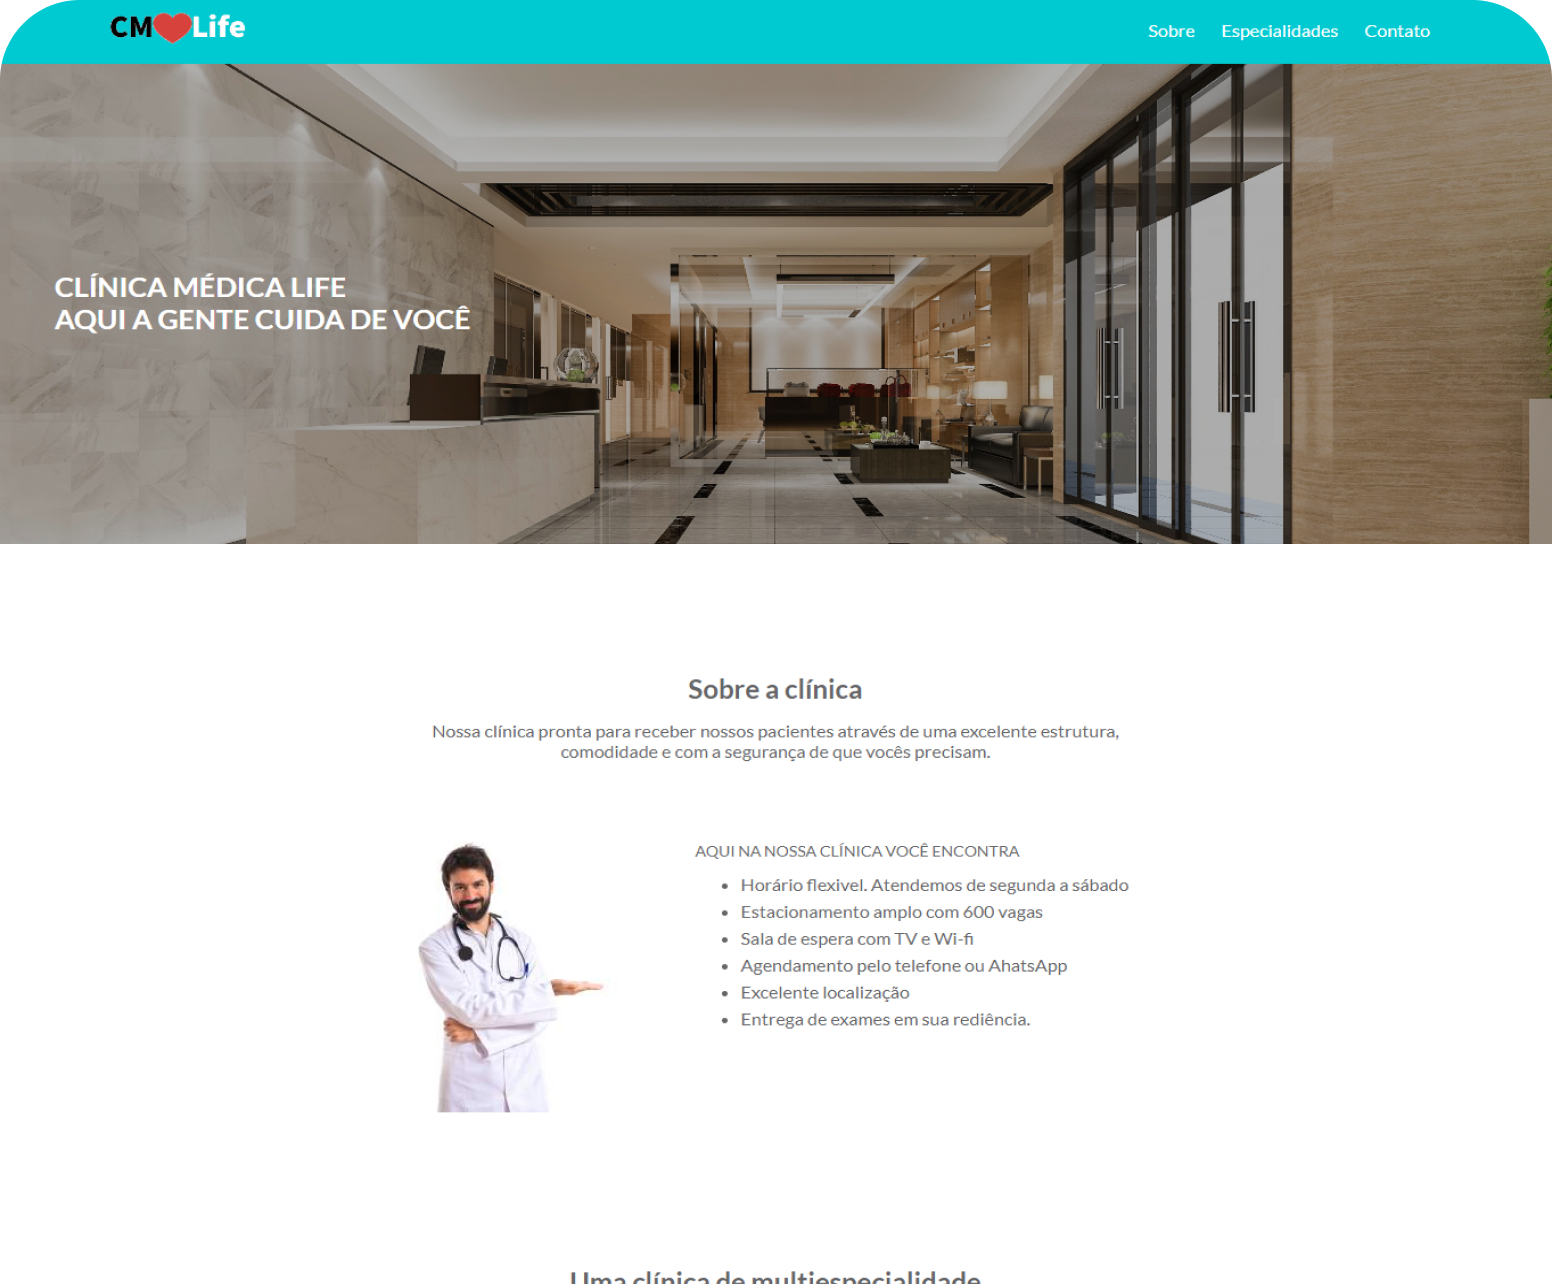 CM Life
Sobre Especialidades Contato
CLÍNICA MÉDICA LIFE
AQUI A GENTE CUIDA DE VOCÊ
Sobre a clínica
Nossa clínica pronta para receber nossos pacientes através de uma excelente estrutura,
comodidade e com a segurança de que vocês precisam.
AQUI NA NOSSA CLÍNICA VOCÊ ENCONTRA
• Horário flexivel. Atendemos de segunda a sábado
• Estacionamento amplo com 600 vagas
• Sala de espera com TV e Wi-fi
• Agendamento pelo telefone ou AhatsApp
• Excelente localização
• Entrega de exames em sua rediência.
Uma clínica de multiespecialidade